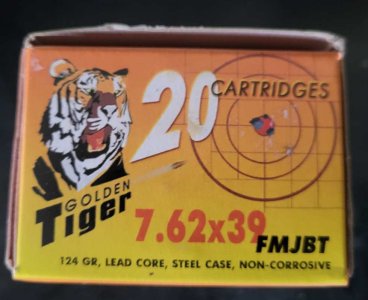 20
CARTRIDGES
GOLDEN
Tiger
7.62x39
FMJBT
124 GR, LEAD CORE, STEEL CASE, NON-CORROSIVE